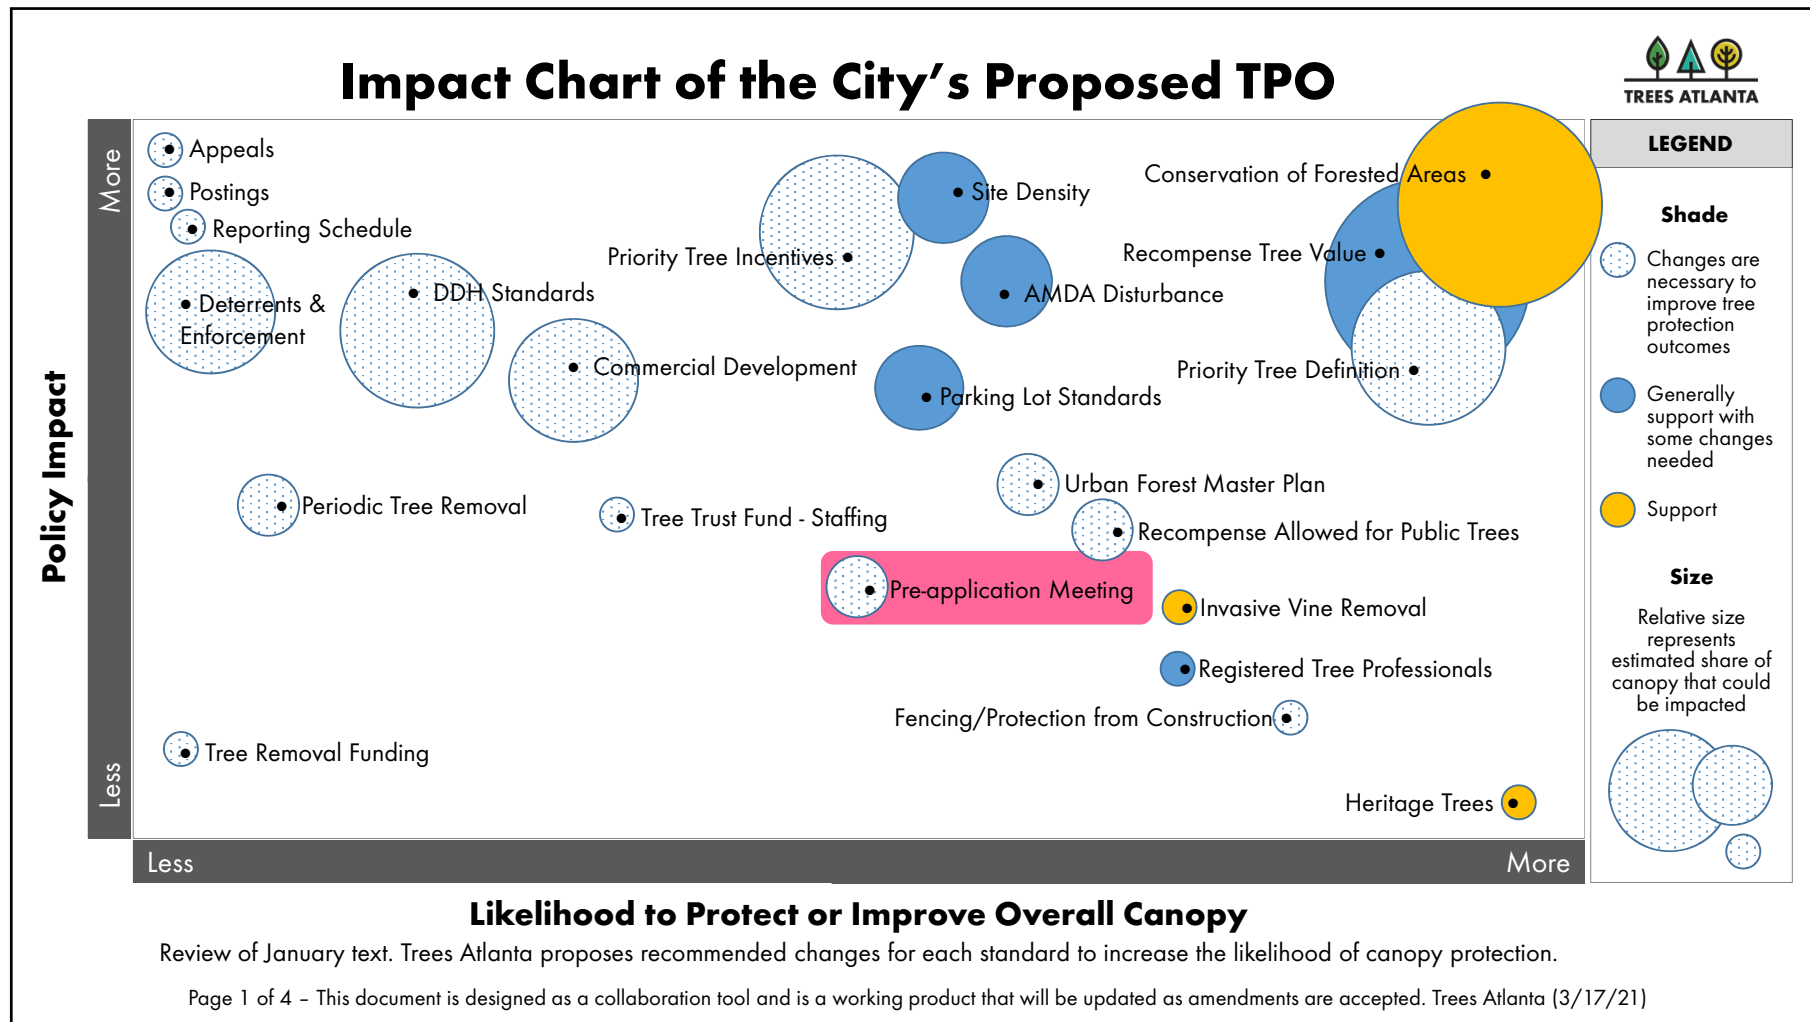 Impact Chart of the City's Proposed TPO
TREES ATLANTA
More
Policy Impact
Less
Appeals
Postings
Reporting Schedule
Deterrents &
Enforcement
DDH Standards
Commercial Development
Priority Tree Incentives
Site Density
AMDA Disturbance
Parking Lot Standards
Conservation of Forested Areas
Recompense Tree Value
Priority Tree Definition
Periodic Tree Removal
Tree Trust Fund - Staffing
Urban Forest Master Plan
Recompense Allowed for Public Trees
Pre-application Meeting
Invasive Vine Removal
Registered Tree Professionals
Fencing/Protection from Construction
Tree Removal Funding
Heritage Trees
Less
More
Likelihood to Protect or Improve Overall Canopy
LEGEND
Shade
Changes are
necessary to
improve tree
protection
outcomes
Generally
support with
some changes
needed
Support
Size
Relative size
represents
estimated share of
canopy that could
be impacted
Review of January text. Trees Atlanta proposes recommended changes for each standard to increase the likelihood of canopy protection.
Page 1 of 4 – This document is designed as a collaboration tool and is a working product that will be updated as amendments are accepted. Trees Atlanta (3/17/21)